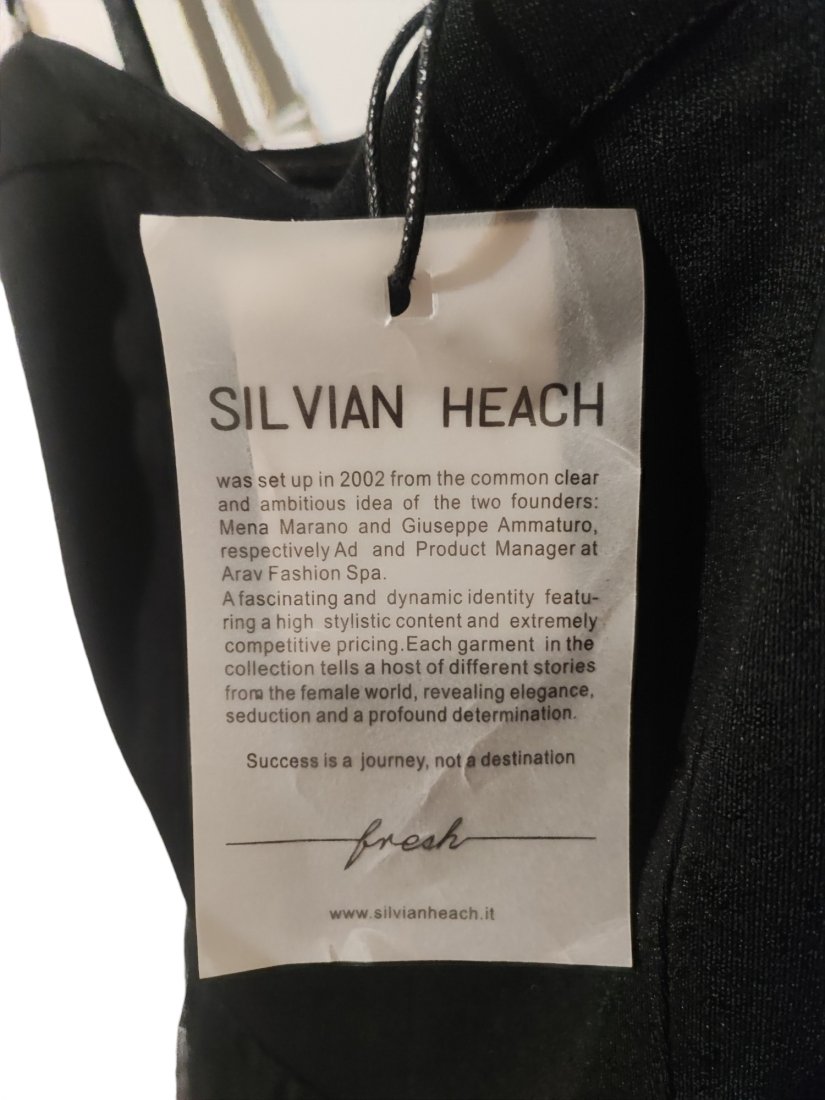 SILVIAN HEACH
was set up in 2002 from the common clear
and ambitious idea of the two founders:
Mena Marano and Giuseppe Ammaturo,
respectively Ad and Product Manager at
Arav Fashion Spa.
A fascinating and dynamic identity featu-
ring a high stylistic content and extremely
competitive pricing.Each garment in the
collection tells a host of different stories
from the female world, revealing elegance,
seduction and a profound determination.
Success is a journey, not a destination
fresh
www.silvianheach.it